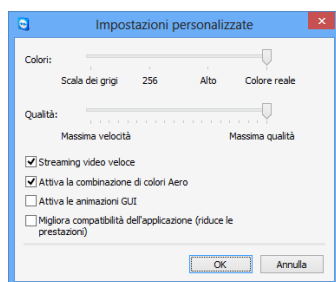 Impostazioni personalizzate
Colori:
Scala dei grigi 256 Alto Colore reale
Qualità:
Massima velocità Massima qualità
Streaming video veloce
Attiva la combinazione di colori Aero
Attiva le animazioni GUI
Migliora compatibilità dell'applicazione (riduce le
prestazioni)
OK Annulla